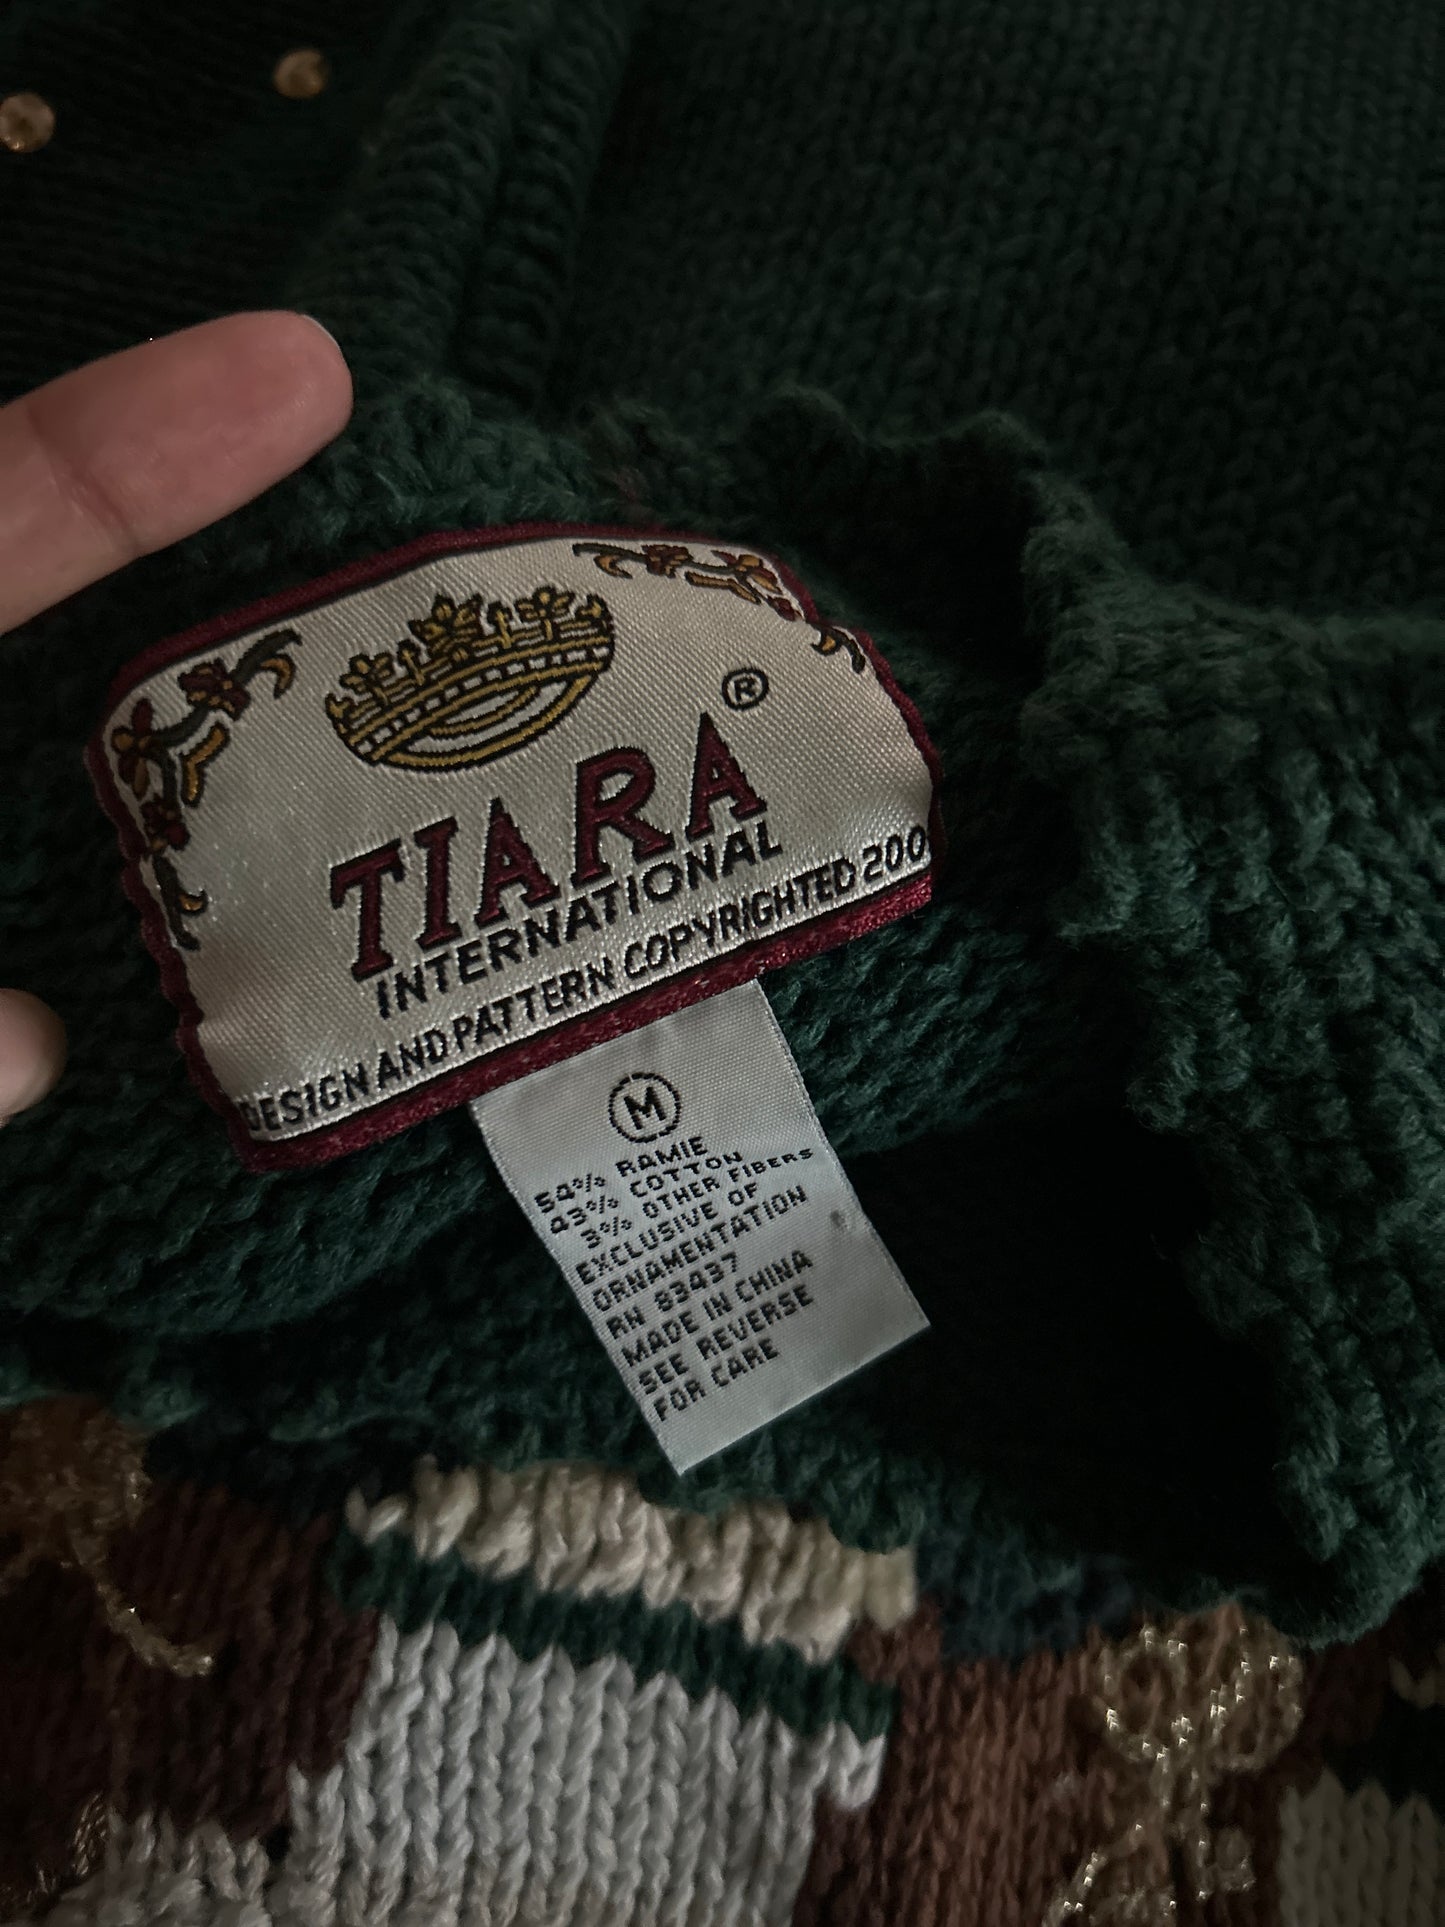 ®
TIARA
INTERNATIONAL
DESIGN AND PATTERN COPYRIGHTED 200
M
54% RAMIE
43% COTTON
3% OTHER FIBERS
EXCLUSIVE OF
ORNAMENTATION
RN 83437
MADE IN CHINA
SEE REVERSE
FOR CARE